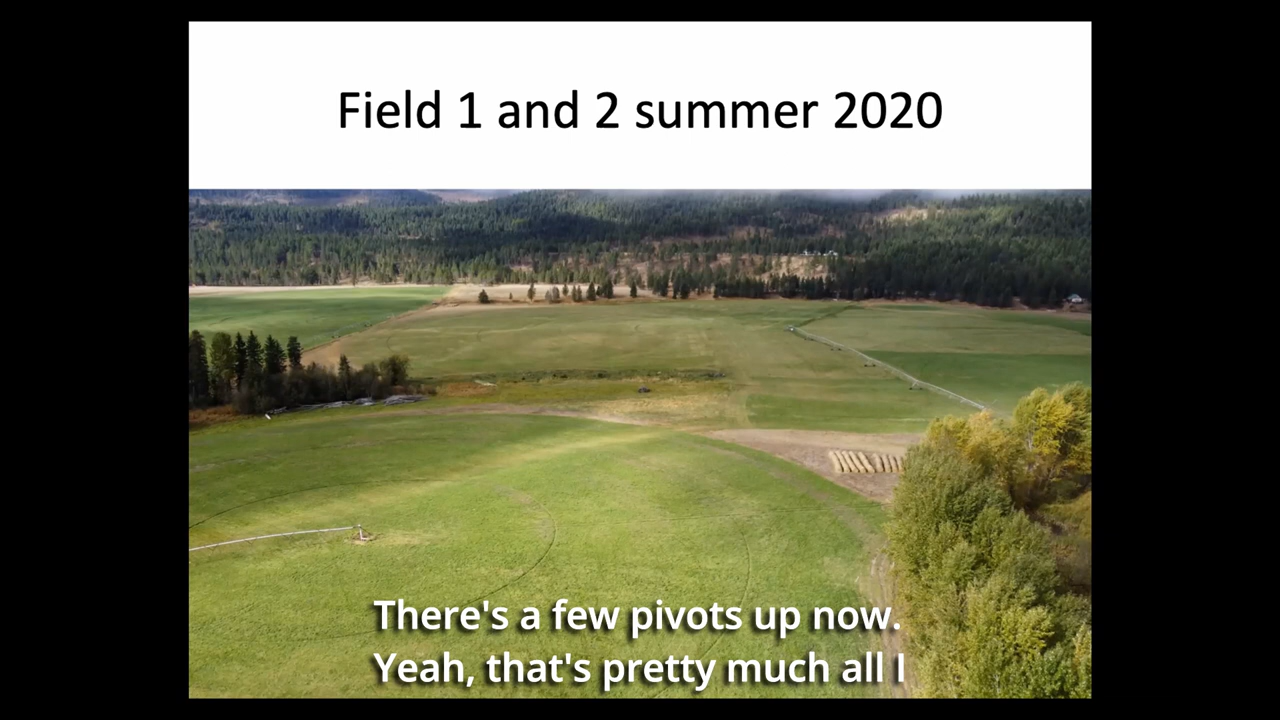 Field 1 and 2 summer 2020
There's a few pivots up now.
Yeah, that's pretty much all I